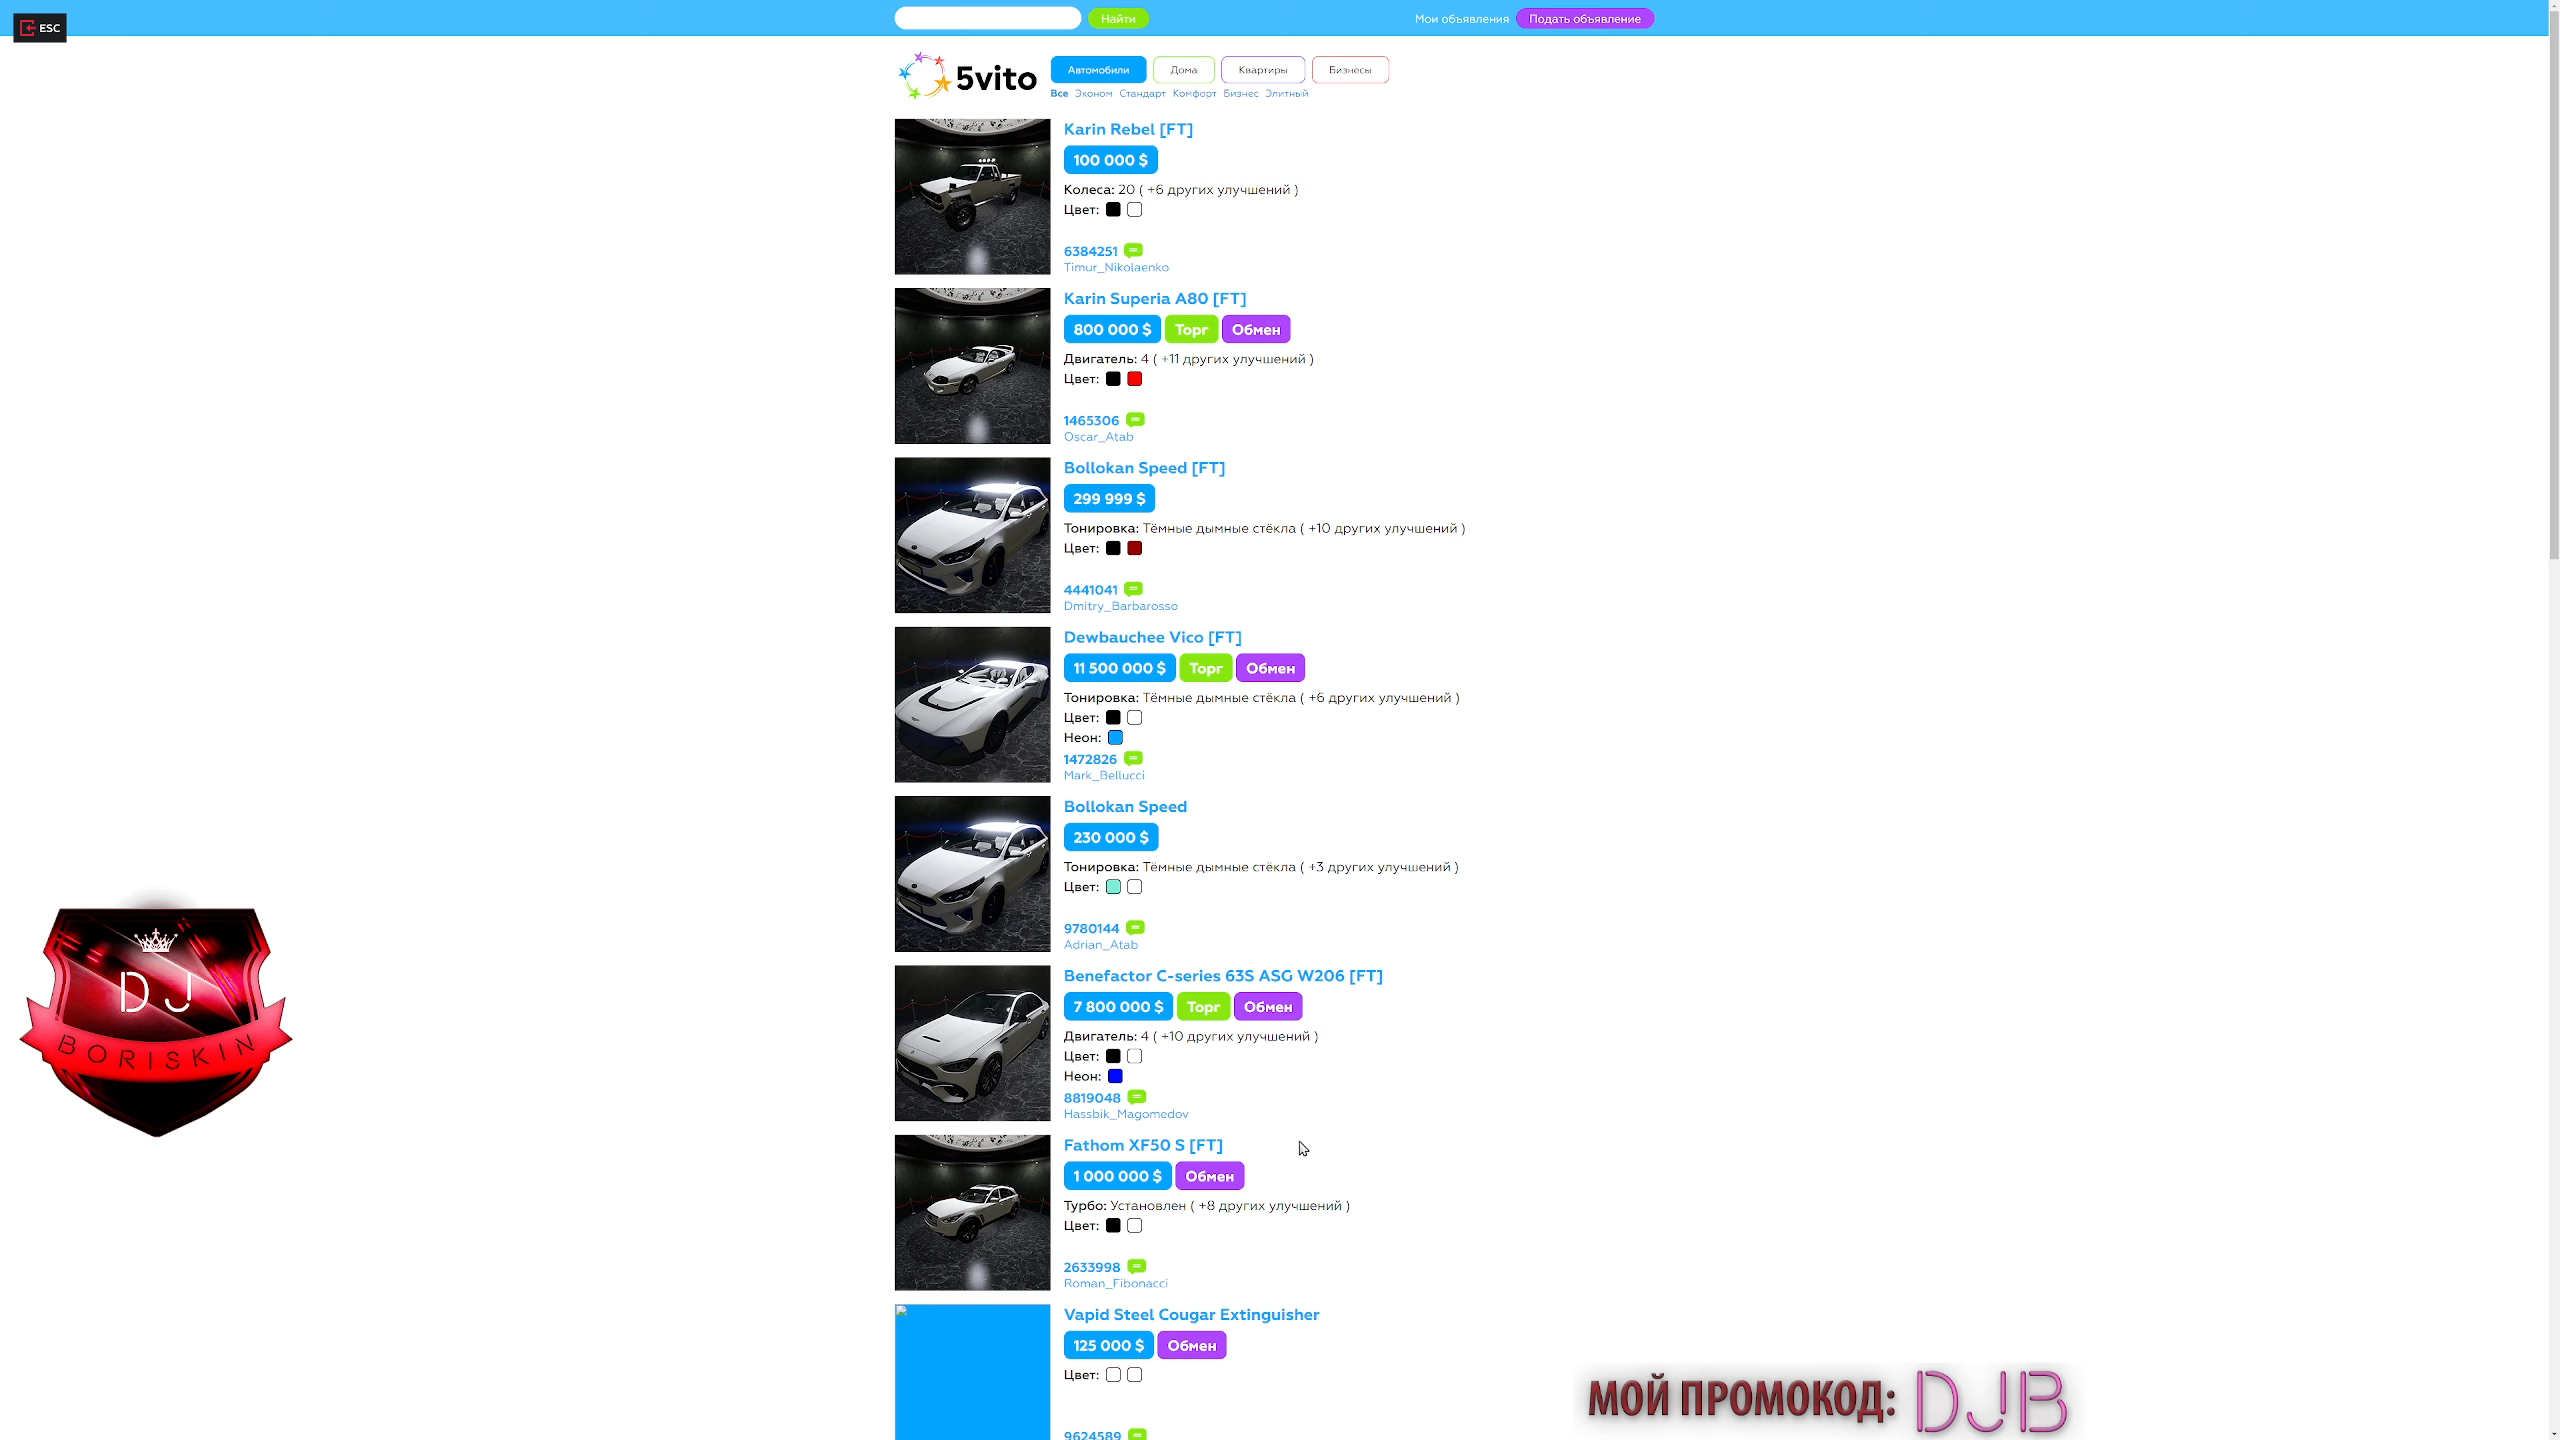 ESC
Найти
Мои объявления
Подать объявление
5vito
Автомобили
Дома
Квартиры
Бизнесы
Все Эконом Стандарт Комфорт Бизнес Элитный
Karin Rebel [FT]
100 000 $
Колеса: 20 ( +6 других улучшений )
Цвет:
6384251
Timur_Nikolaenko
Karin Superia A80 [FT]
800 000 $ Торг Обмен
Двигатель: 4 ( +11 других улучшений )
Цвет:
1465306
Oscar_Atab
Bollokan Speed [FT]
299 999 $
Тонировка: Тёмные дымные стёкла ( +10 других улучшений )
Цвет:
4441041
Dmitry_Barbarosso
Dewbauchee Vico [FT]
11 500 000 $ Торг Обмен
Тонировка: Тёмные дымные стёкла ( +6 других улучшений )
Цвет:
Неон:
1472826
Mark_Bellucci
Bollokan Speed
230 000 $
Тонировка: Тёмные дымные стёкла ( +3 других улучшений )
Цвет:
9780144
Adrian_Atab
Benefactor C-series 63S ASG W206 [FT]
7 800 000 $ Торг Обмен
Двигатель: 4 ( +10 других улучшений )
Цвет:
Неон:
8819048
Hassbik_Magomedov
Fathom XF50 S [FT]
1 000 000 $ Обмен
Турбо: Установлен ( +8 других улучшений )
Цвет:
2633998
Roman_Fibonacci
Vapid Steel Cougar Extinguisher
125 000 $ Обмен
Цвет:
9624589
DJ
BORISKIN
МОЙ ПРОМОКОД: DJB